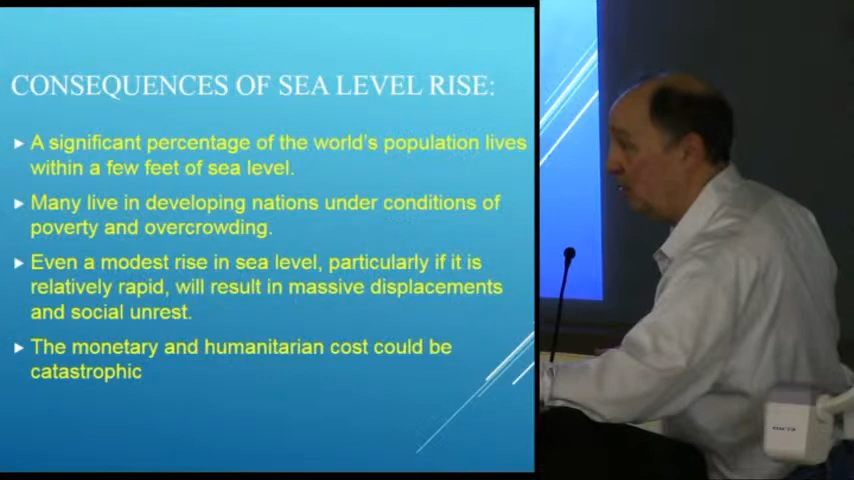 CONSEQUENCES OF SEA LEVEL RISE:
A significant percentage of the world's population lives
within a few feet of sea level.
Many live in developing nations under conditions of
poverty and overcrowding.
Even a modest rise in sea level, particularly if it is
relatively rapid, will result in massive displacements
and social unrest.
The monetary and humanitarian cost could be
catastrophic